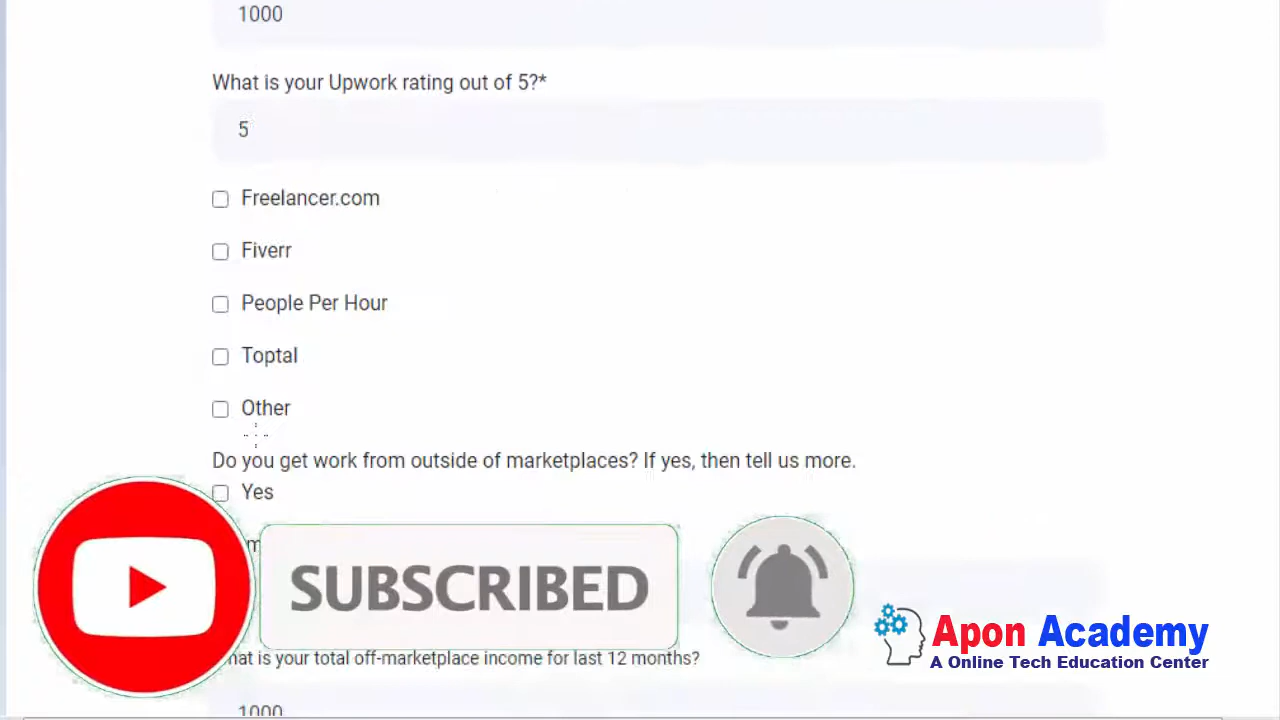 1000
What is your Upwork rating out of 5?*
5
Freelancer.com
Fiverr
People Per Hour
Toptal
Other
Do you get work from outside of marketplaces? If yes, then tell us more.
Yes
SUBSCRIBED
Apon Academy
A Online Tech Education Center
is your total off-marketplace income for last 12 months?
1000